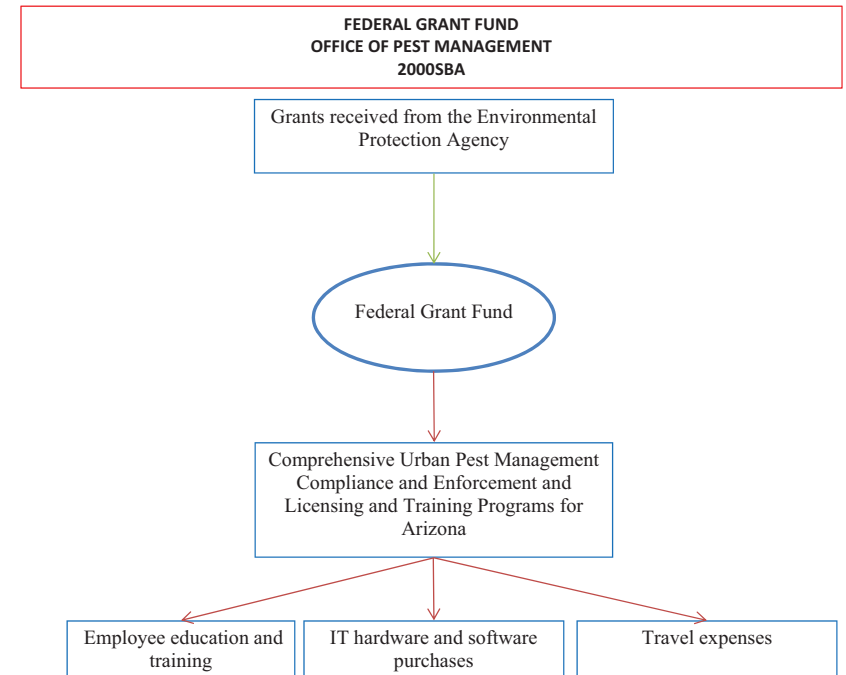 FEDERAL GRANT FUND
OFFICE OF PEST MANAGEMENT
2000SBA
Grants received from the Environmental
Protection Agency
Federal Grant Fund
Comprehensive Urban Pest Management
Compliance and Enforcement and
Licensing and Training Programs for
Arizona
Employee education and
training
IT hardware and software
purchases
Travel expenses